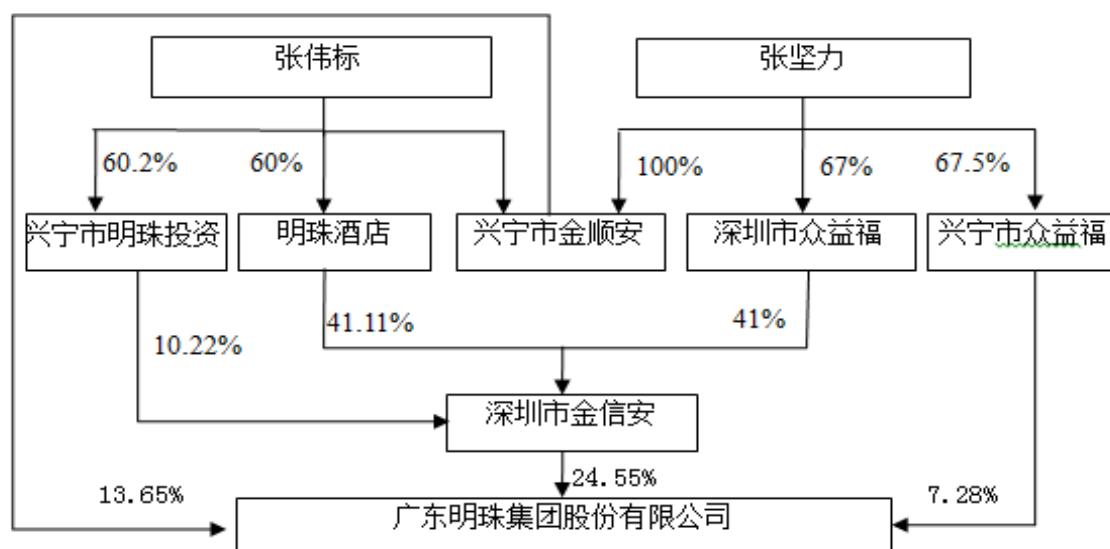 张伟标
张坚力
60.2%
60%
100%
67%
67.5%
兴宁市明珠投资
明珠酒店
兴宁市金顺安
深圳市众益福
兴宁市众益福
41.11%
41%
10.22%
深圳市金信安
24.55%
13.65%
7.28%
广东明珠集团股份有限公司